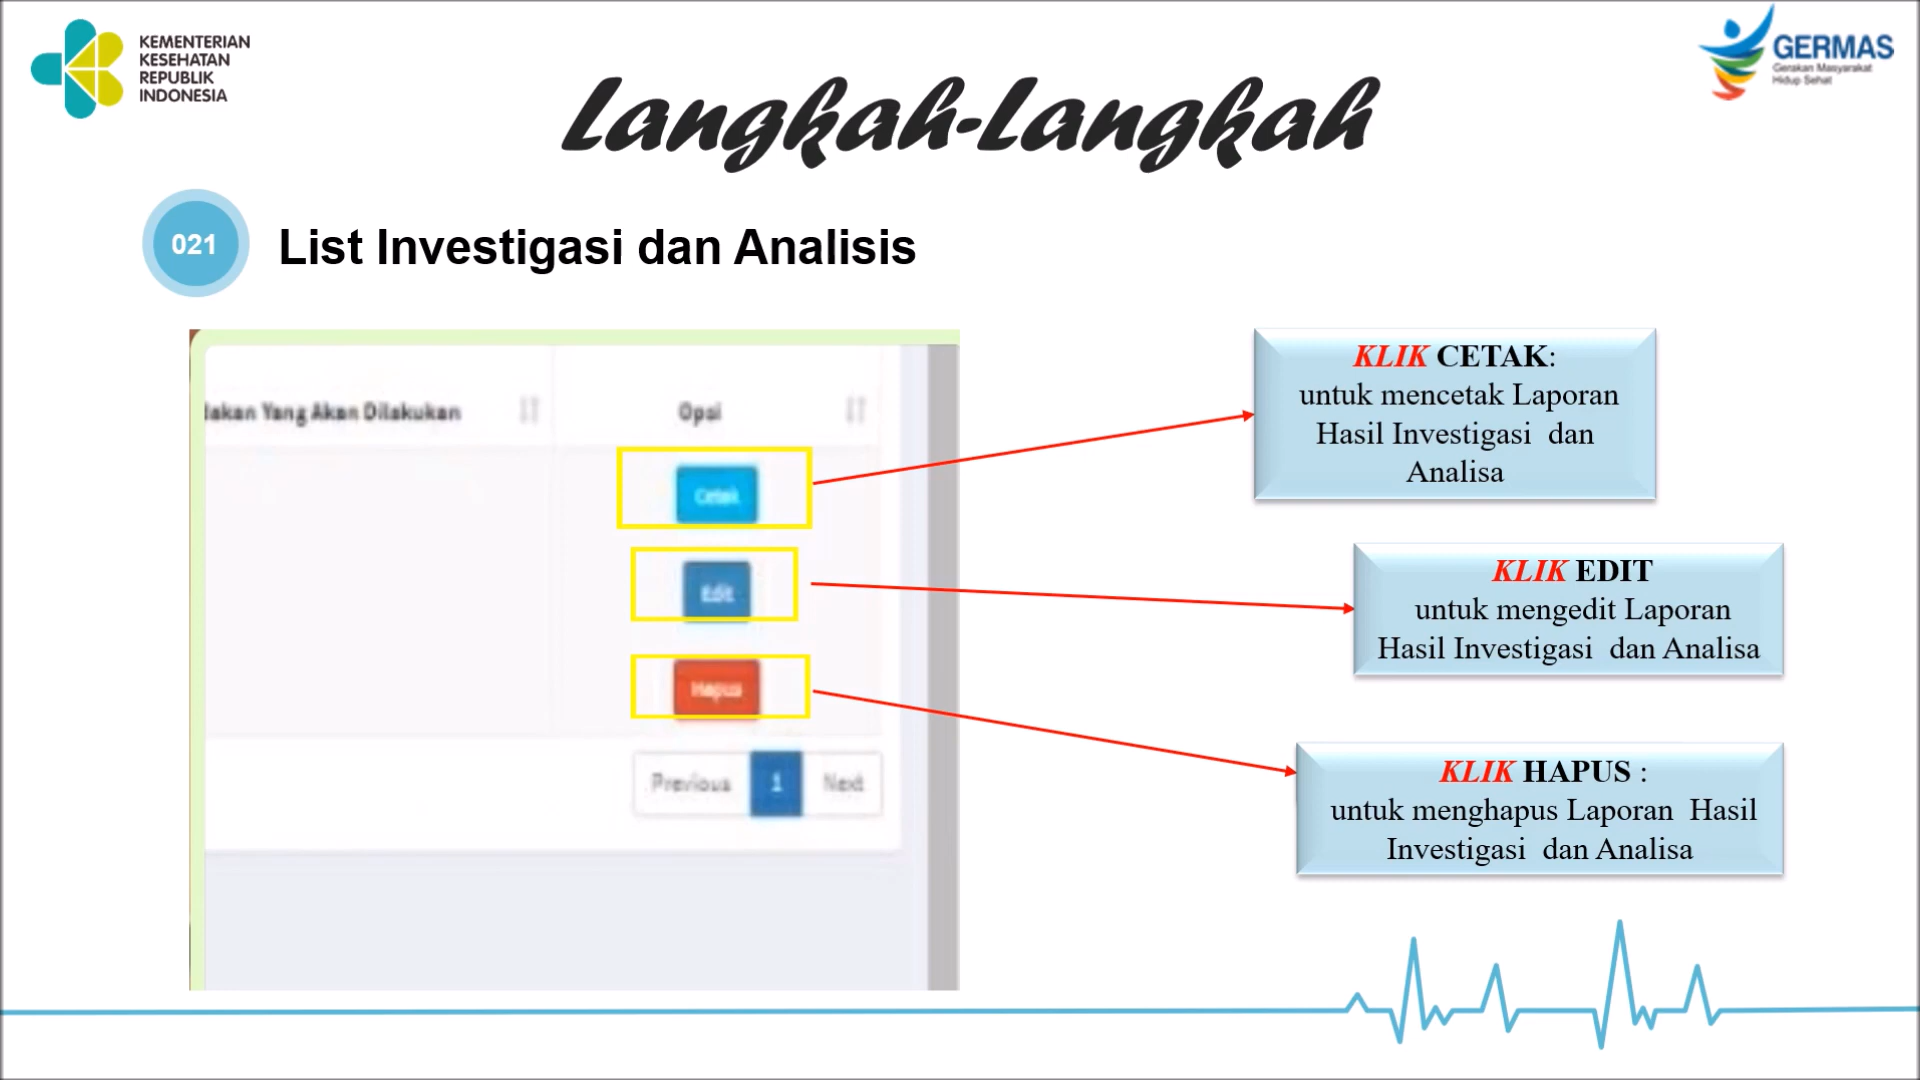 KEMENTERIAN
KESEHATAN
REPUBLIK
INDONESIA
GERMAS
Gerakan Masyarakat
Hidup Sehat
Langkah-Langkah
021
List Investigasi dan Analisis
dakan Yang Akan Dilakukan
Opsi
Cetak
Edit
Hapus
Previous 1 Next
KLIK CETAK:
untuk mencetak Laporan
Hasil Investigasi dan
Analisa
KLIK EDIT
untuk mengedit Laporan
Hasil Investigasi dan Analisa
KLIK HAPUS :
untuk menghapus Laporan Hasil
Investigasi dan Analisa